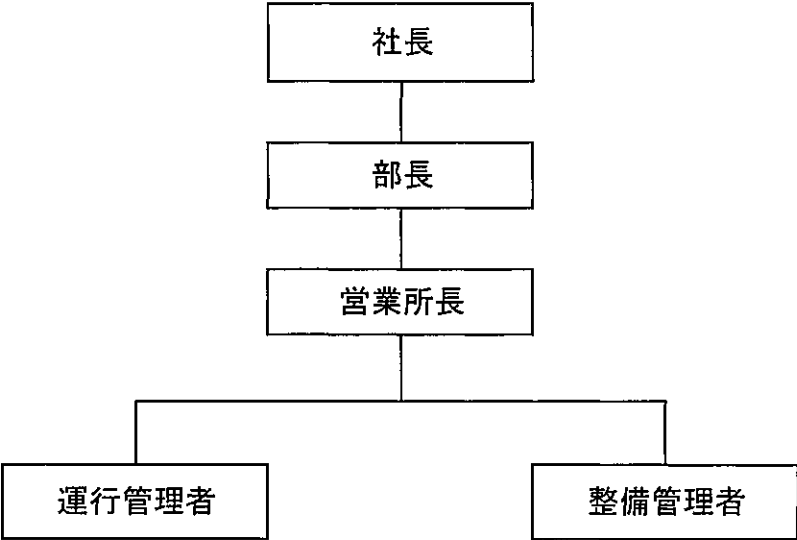 社長
部長
営業所長
運行管理者
整備管理者